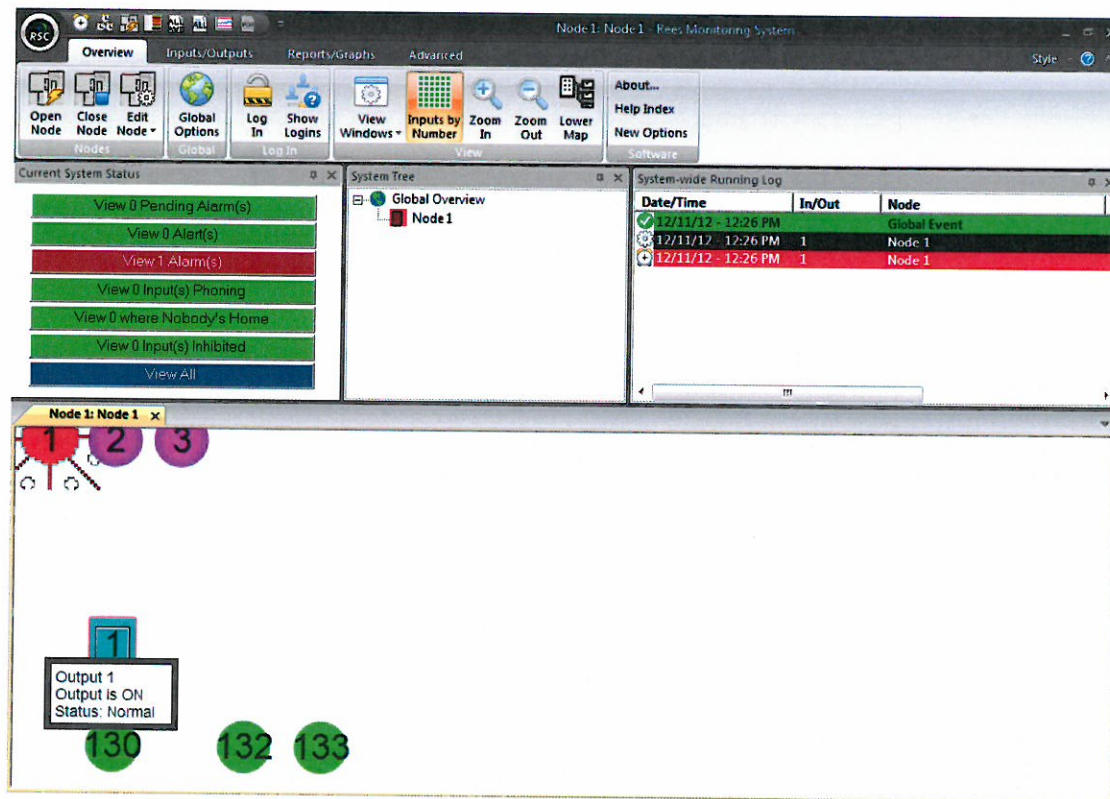 Node 1: Node 1 - Rees Monitoring System
RSC
Overview
Inputs/Outputs
Reports/Graphs
Advanced
Style
Open Node
Close Node
Edit Node
Global Options
Log In
Show Logins
View Windows
Inputs by Number
Zoom In
Zoom Out
Lower Map
About...
Help Index
New Options
Nodes
Global
Log In
View
Software
Current System Status
View 0 Pending Alarm(s)
View 0 Alert(s)
View 1 Alarm(s)
View 0 Input(s) Phoning
View 0 where Nobody's Home
View 0 Input(s) Inhibited
View All
System Tree
Global Overview
Node 1
System-wide Running Log
Date/Time In/Out Node
12/11/12 - 12:26 PM Global Event
12/11/12 - 12:26 PM 1 Node 1
12/11/12 - 12:26 PM 1 Node 1
Node 1: Node 1
1 2 3
1
Output 1
Output is ON
Status: Normal
130 132 133